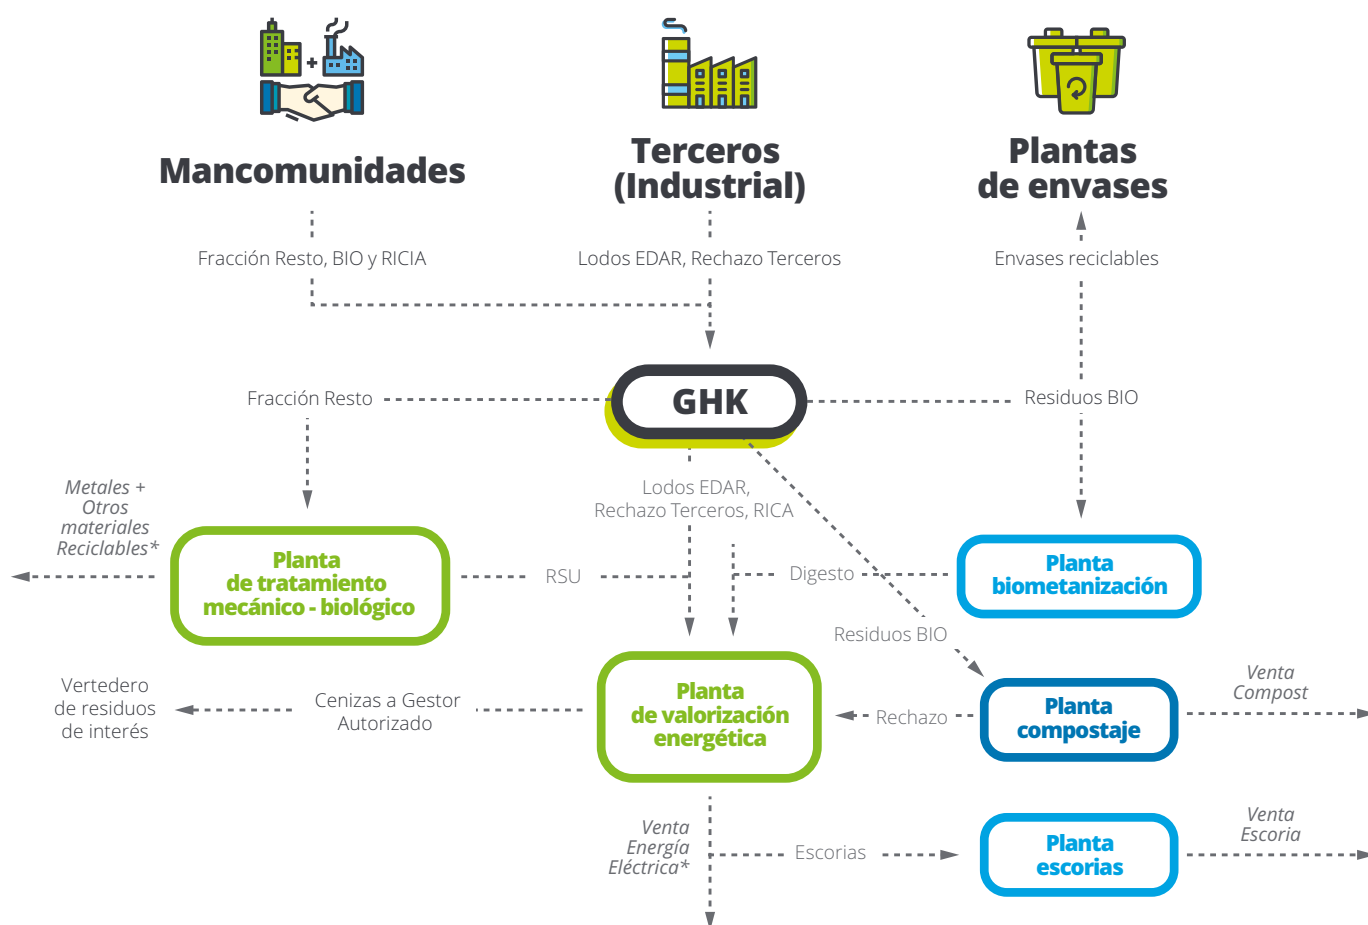 Mancomunidades
Terceros
(Industrial)
Plantas
de envases
Fracción Resto, BIO y RICIA
Lodos EDAR, Rechazo Terceros
Envases reciclables
Fracción Resto
GHK
Residuos BIO
Metales +
Otros
materiales
Reciclables*
Lodos EDAR,
Rechazo Terceros, RICA
Planta
de tratamiento
mecánico - biológico
RSU
Digesto
Planta
biometanización
Residuos BIO
Vertedero
de residuos
de interés
Cenizas a Gestor
Autorizado
Planta
de valorización
energética
Rechazo
Planta
compostaje
Venta
Compost
Venta
Energía
Eléctrica*
Escorias
Planta
escorias
Venta
Escoria